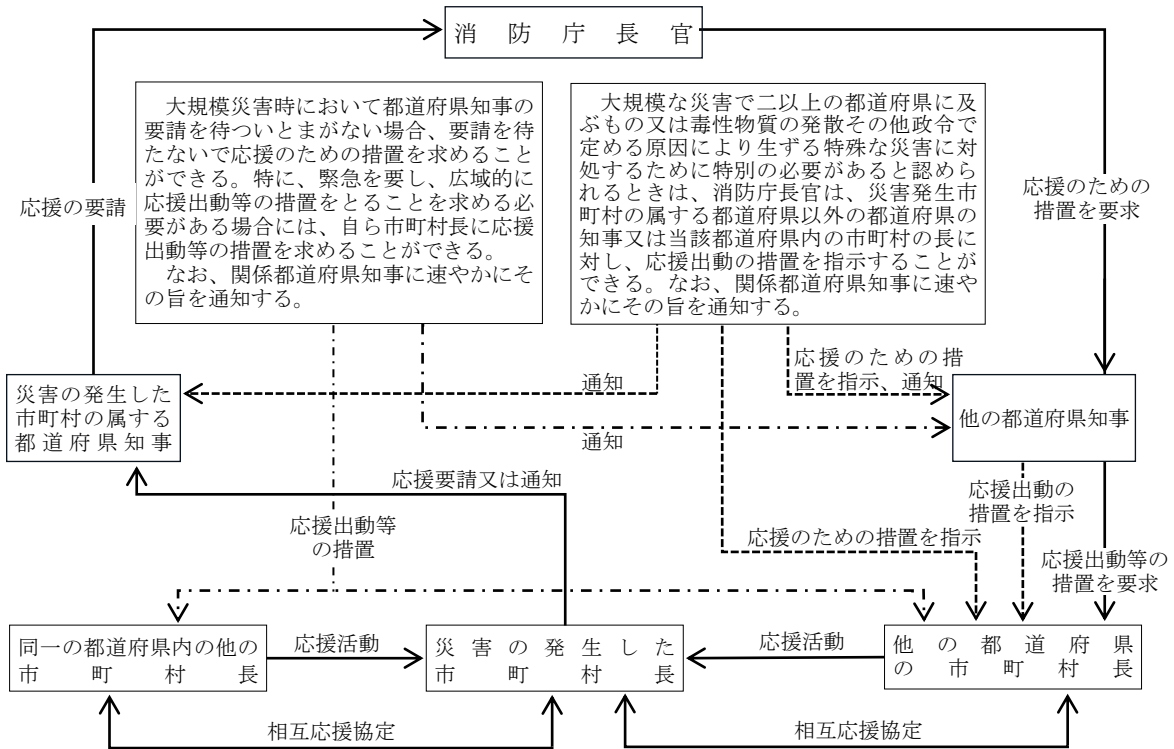 消防庁長官
大規模災害時において都道府県知事の
要請を待ついとまがない場合、要請を待
たないで応援のための措置を求めること
ができる。特に、緊急を要し、広域的に
応援出動等の措置をとることを求める必
要がある場合には、自ら市町村長に応援
出動等の措置を求めることができる。
なお、関係都道府県知事に速やかにそ
の旨を通知する。
大規模な災害で二以上の都道府県に及
ぶもの又は毒性物質の発散その他政令で
定める原因により生ずる特殊な災害に対
処するために特別の必要があると認めら
れるときは、消防庁長官は、災害発生市
町村の属する都道府県以外の都道府県の
知事又は当該都道府県内の市町村の長に
対し、応援出動の措置を指示することが
できる。なお、関係都道府県知事に速や
かにその旨を通知する。
応援の要請
応援のための
措置を要求
応援のための措
置を指示、通知
通知
災害の発生した
市町村の属する
都道府県知事
他の都道府県知事
通知
応援要請又は通知
応援出動の
措置を指示
応援出動等
の措置
応援のための措置を指示
応援出動等の
措置を要求
同一の都道府県内の他の
市町村長
応援活動
災害の発生した
市町村長
応援活動
他の都道府県
の市町村長
相互応援協定
相互応援協定